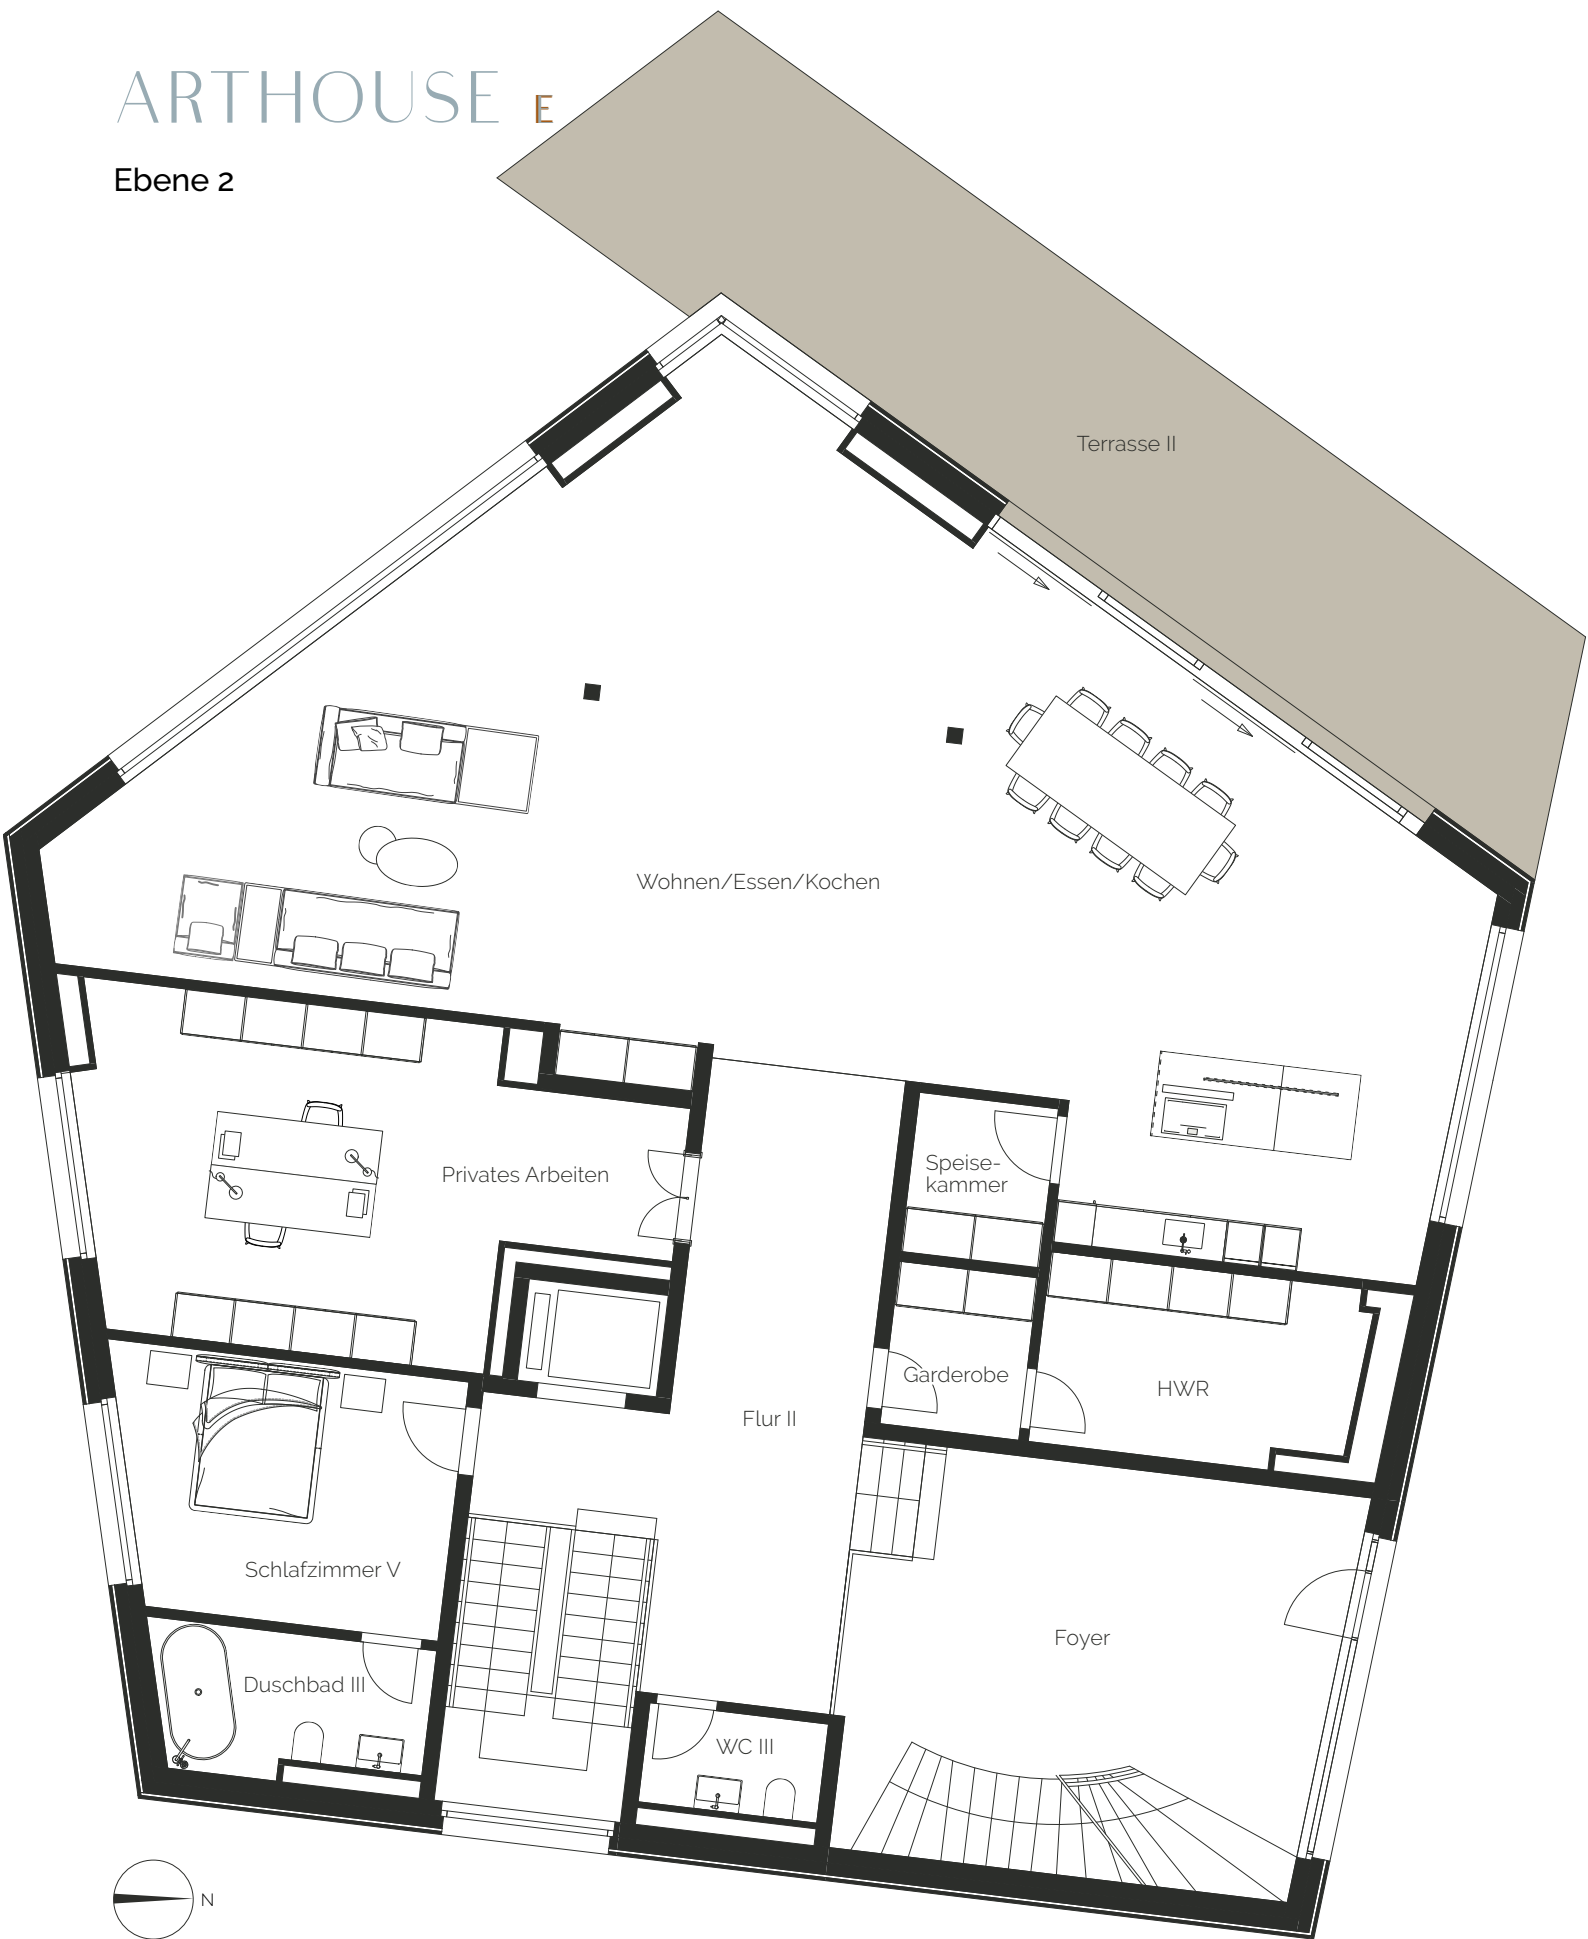 ARTHOUSE E
Ebene 2
Terrasse II
Wohnen/Essen/Kochen
Speise-
kammer
Privates Arbeiten
Garderobe
HWR
Flur II
Schlafzimmer V
Foyer
Duschbad III
WC III
N